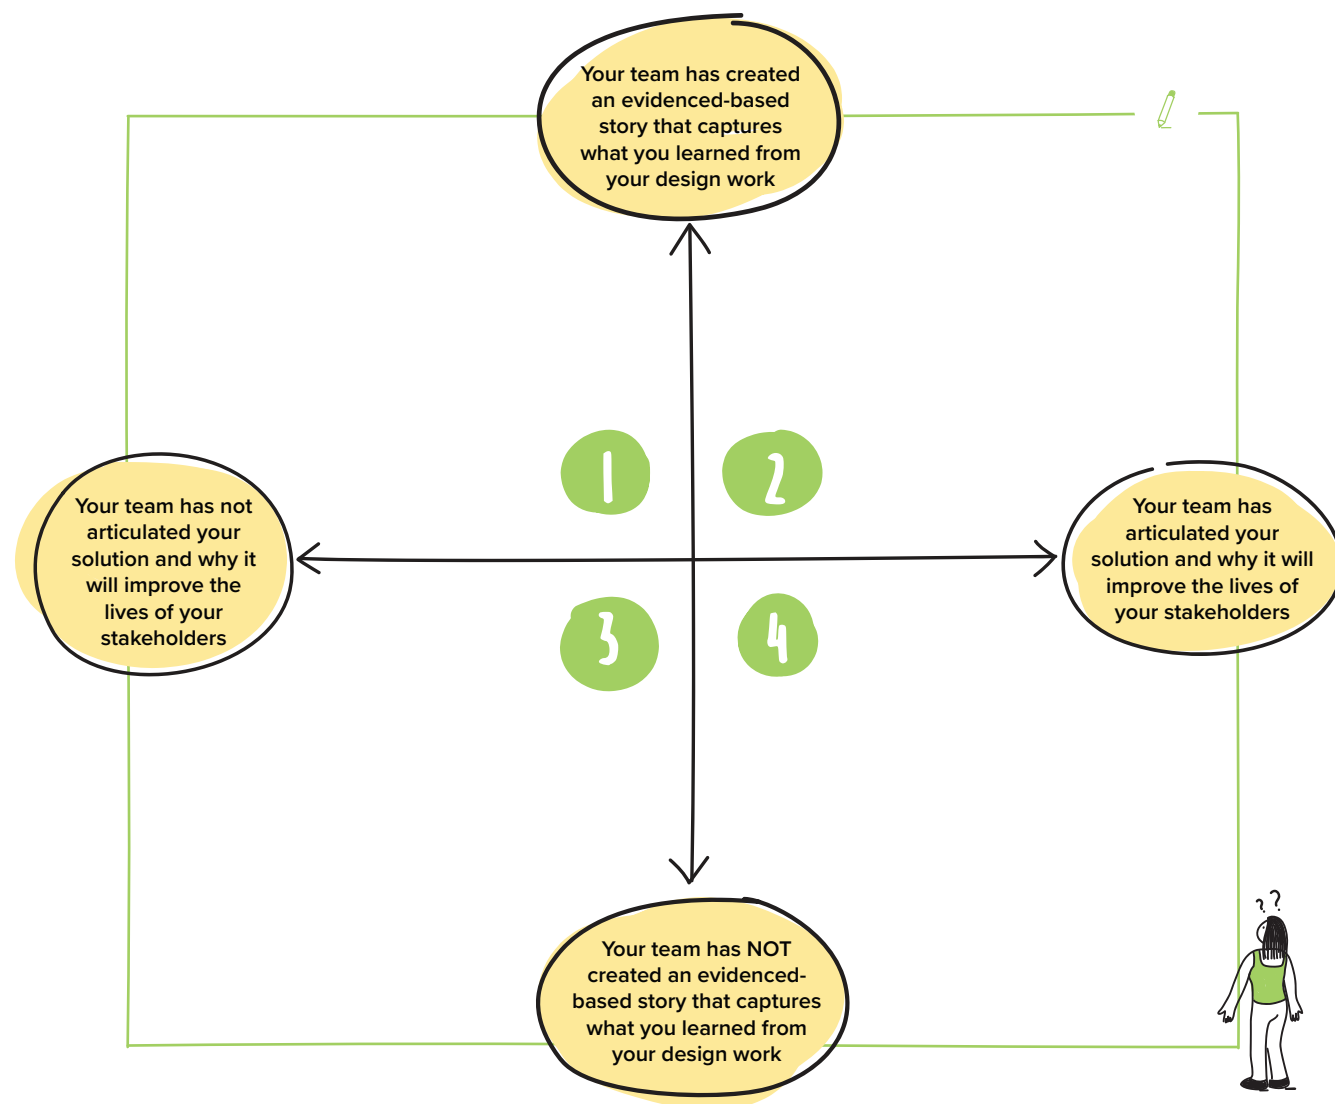 Your team has created
an evidenced-based
story that captures
what you learned from
your design work
1
2
Your team has not
articulated your
solution and why it
will improve the
lives of your
stakeholders
Your team has
articulated your
solution and why it will
improve the lives of
your stakeholders
3
4
Your team has NOT
created an evidenced-
based story that captures
what you learned from
your design work
? ?